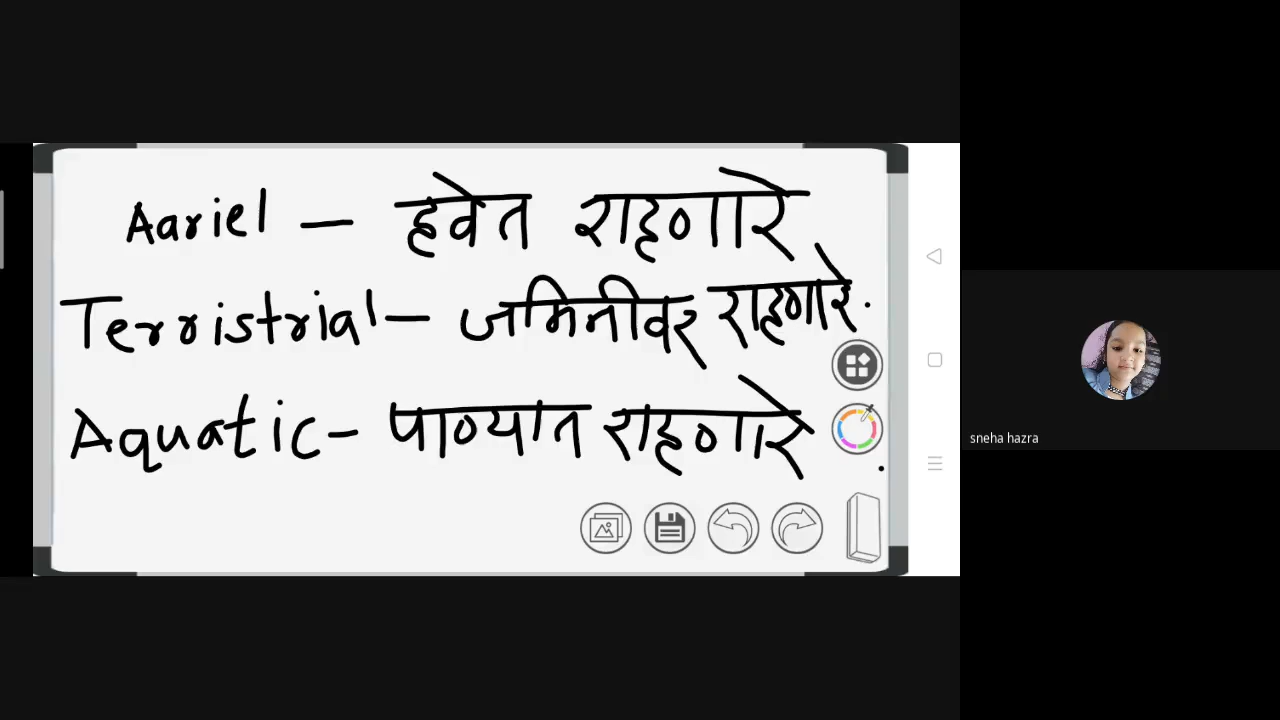 Aariel – हवेत राहणारे
Terristrial – जमिनीवर राहणारे.
Aquatic – पाण्यात राहणारे.
sneha hazra